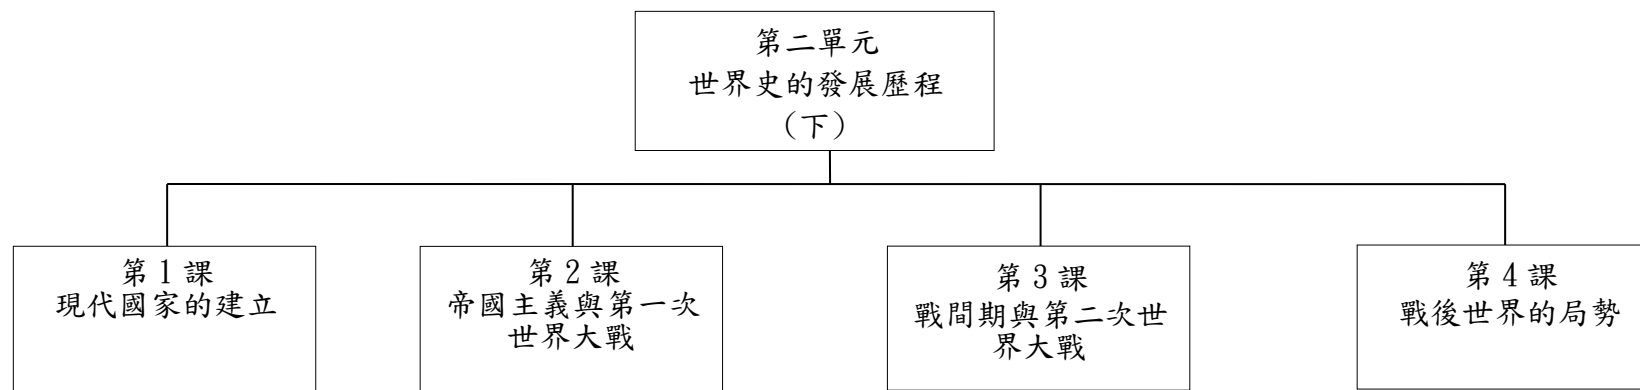 第二單元
世界史的發展歷程
（下）
第 1 課
現代國家的建立
第 2 課
帝國主義與第一次
世界大戰
第 3 課
戰間期與第二次世
界大戰
第 4 課
戰後世界的局勢